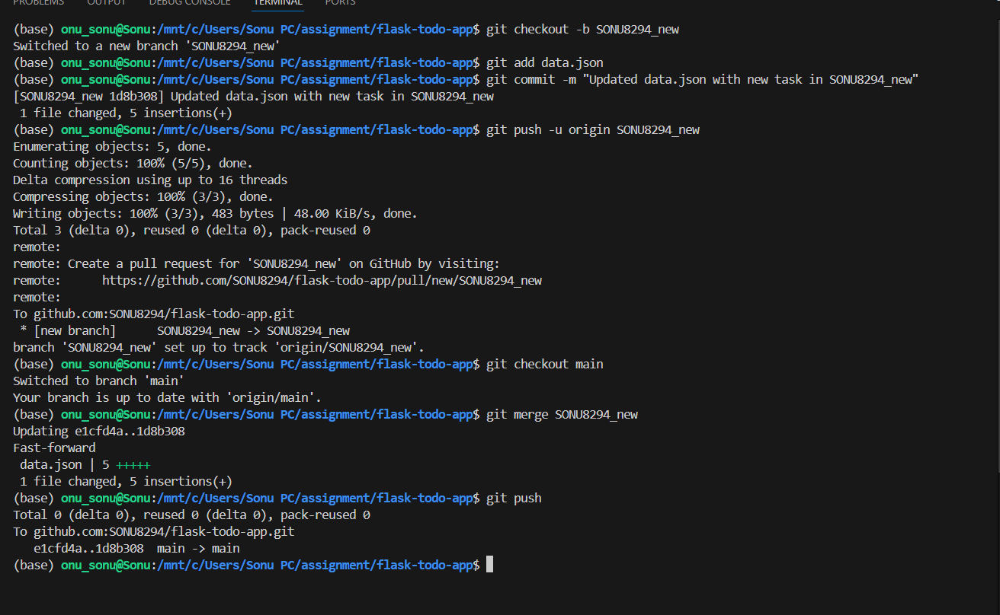 PROBLEMS OUTPUT DEBUG CONSOLE TERMINAL PORTS
(base) onu_sonu@Sonu:/mnt/c/Users/Sonu PC/assignment/flask-todo-app$ git checkout -b SONU8294_new
Switched to a new branch 'SONU8294_new'
(base) onu_sonu@Sonu:/mnt/c/Users/Sonu PC/assignment/flask-todo-app$ git add data.json
(base) onu_sonu@Sonu:/mnt/c/Users/Sonu PC/assignment/flask-todo-app$ git commit -m "Updated data.json with new task in SONU8294_new"
[SONU8294_new 1d8b308] Updated data.json with new task in SONU8294_new
 1 file changed, 5 insertions(+)
(base) onu_sonu@Sonu:/mnt/c/Users/Sonu PC/assignment/flask-todo-app$ git push -u origin SONU8294_new
Enumerating objects: 5, done.
Counting objects: 100% (5/5), done.
Delta compression using up to 16 threads
Compressing objects: 100% (3/3), done.
Writing objects: 100% (3/3), 483 bytes | 48.00 KiB/s, done.
Total 3 (delta 0), reused 0 (delta 0), pack-reused 0
remote:
remote: Create a pull request for 'SONU8294_new' on GitHub by visiting:
remote:      https://github.com/SONU8294/flask-todo-app/pull/new/SONU8294_new
remote:
To github.com:SONU8294/flask-todo-app.git
 * [new branch]      SONU8294_new -> SONU8294_new
branch 'SONU8294_new' set up to track 'origin/SONU8294_new'.
(base) onu_sonu@Sonu:/mnt/c/Users/Sonu PC/assignment/flask-todo-app$ git checkout main
Switched to branch 'main'
Your branch is up to date with 'origin/main'.
(base) onu_sonu@Sonu:/mnt/c/Users/Sonu PC/assignment/flask-todo-app$ git merge SONU8294_new
Updating e1cfd4a..1d8b308
Fast-forward
 data.json | 5 +++++
 1 file changed, 5 insertions(+)
(base) onu_sonu@Sonu:/mnt/c/Users/Sonu PC/assignment/flask-todo-app$ git push
Total 0 (delta 0), reused 0 (delta 0), pack-reused 0
To github.com:SONU8294/flask-todo-app.git
   e1cfd4a..1d8b308  main -> main
(base) onu_sonu@Sonu:/mnt/c/Users/Sonu PC/assignment/flask-todo-app$